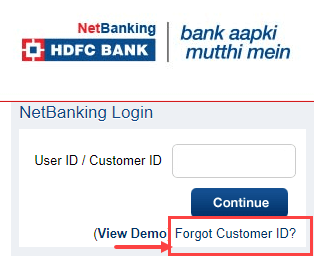 NetBanking
HDFC BANK
bank aapki
mutthi mein
NetBanking Login
User ID / Customer ID
Continue
(View Demo Forgot Customer ID?